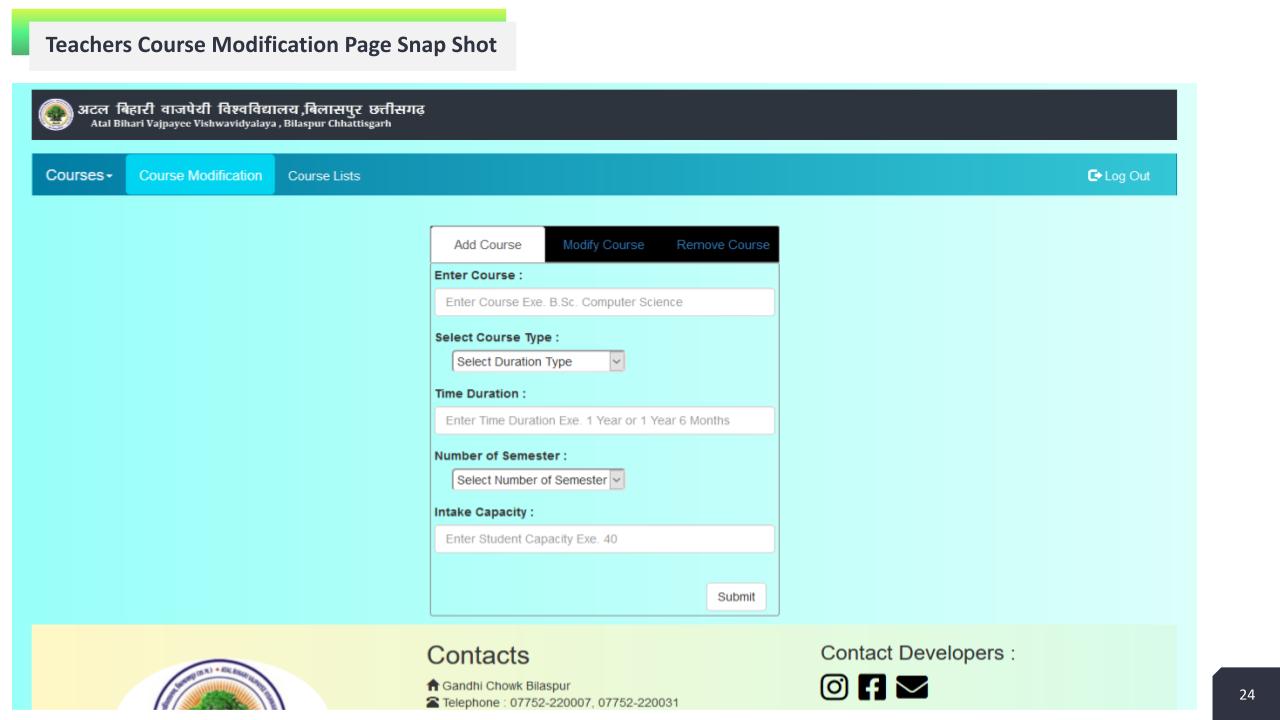 Teachers Course Modification Page Snap Shot
अटल बिहारी वाजपेयी विश्वविद्यालय ,बिलासपुर छत्तीसगढ़
Atal Bihari Vajpayee Vishwavidyalaya , Bilaspur Chhattisgarh
Courses
Course Modification
Course Lists
Log Out
Add Course
Modify Course
Remove Course
Enter Course :
Enter Course Exe. B.Sc. Computer Science
Select Course Type :
Select Duration Type
Time Duration :
Enter Time Duration Exe. 1 Year or 1 Year 6 Months
Number of Semester :
Select Number of Semester
Intake Capacity :
Enter Student Capacity Exe. 40
Submit
Contacts
Gandhi Chowk Bilaspur
Telephone : 07752-220007, 07752-220031
Contact Developers :
24